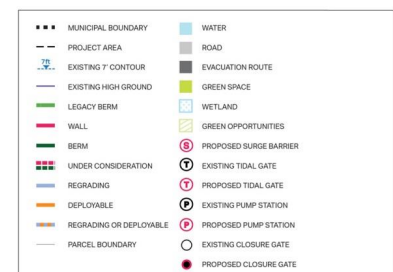 MUNICIPAL BOUNDARY
PROJECT AREA
7ft
EXISTING 7' CONTOUR
EXISTING HIGH GROUND
LEGACY BERM
WALL
BERM
UNDER CONSIDERATION
REGRADING
DEPLOYABLE
REGRADING OR DEPLOYABLE
PARCEL BOUNDARY
WATER
ROAD
EVACUATION ROUTE
GREEN SPACE
WETLAND
GREEN OPPORTUNITIES
S PROPOSED SURGE BARRIER
T EXISTING TIDAL GATE
T PROPOSED TIDAL GATE
P EXISTING PUMP STATION
P PROPOSED PUMP STATION
EXISTING CLOSURE GATE
PROPOSED CLOSURE GATE